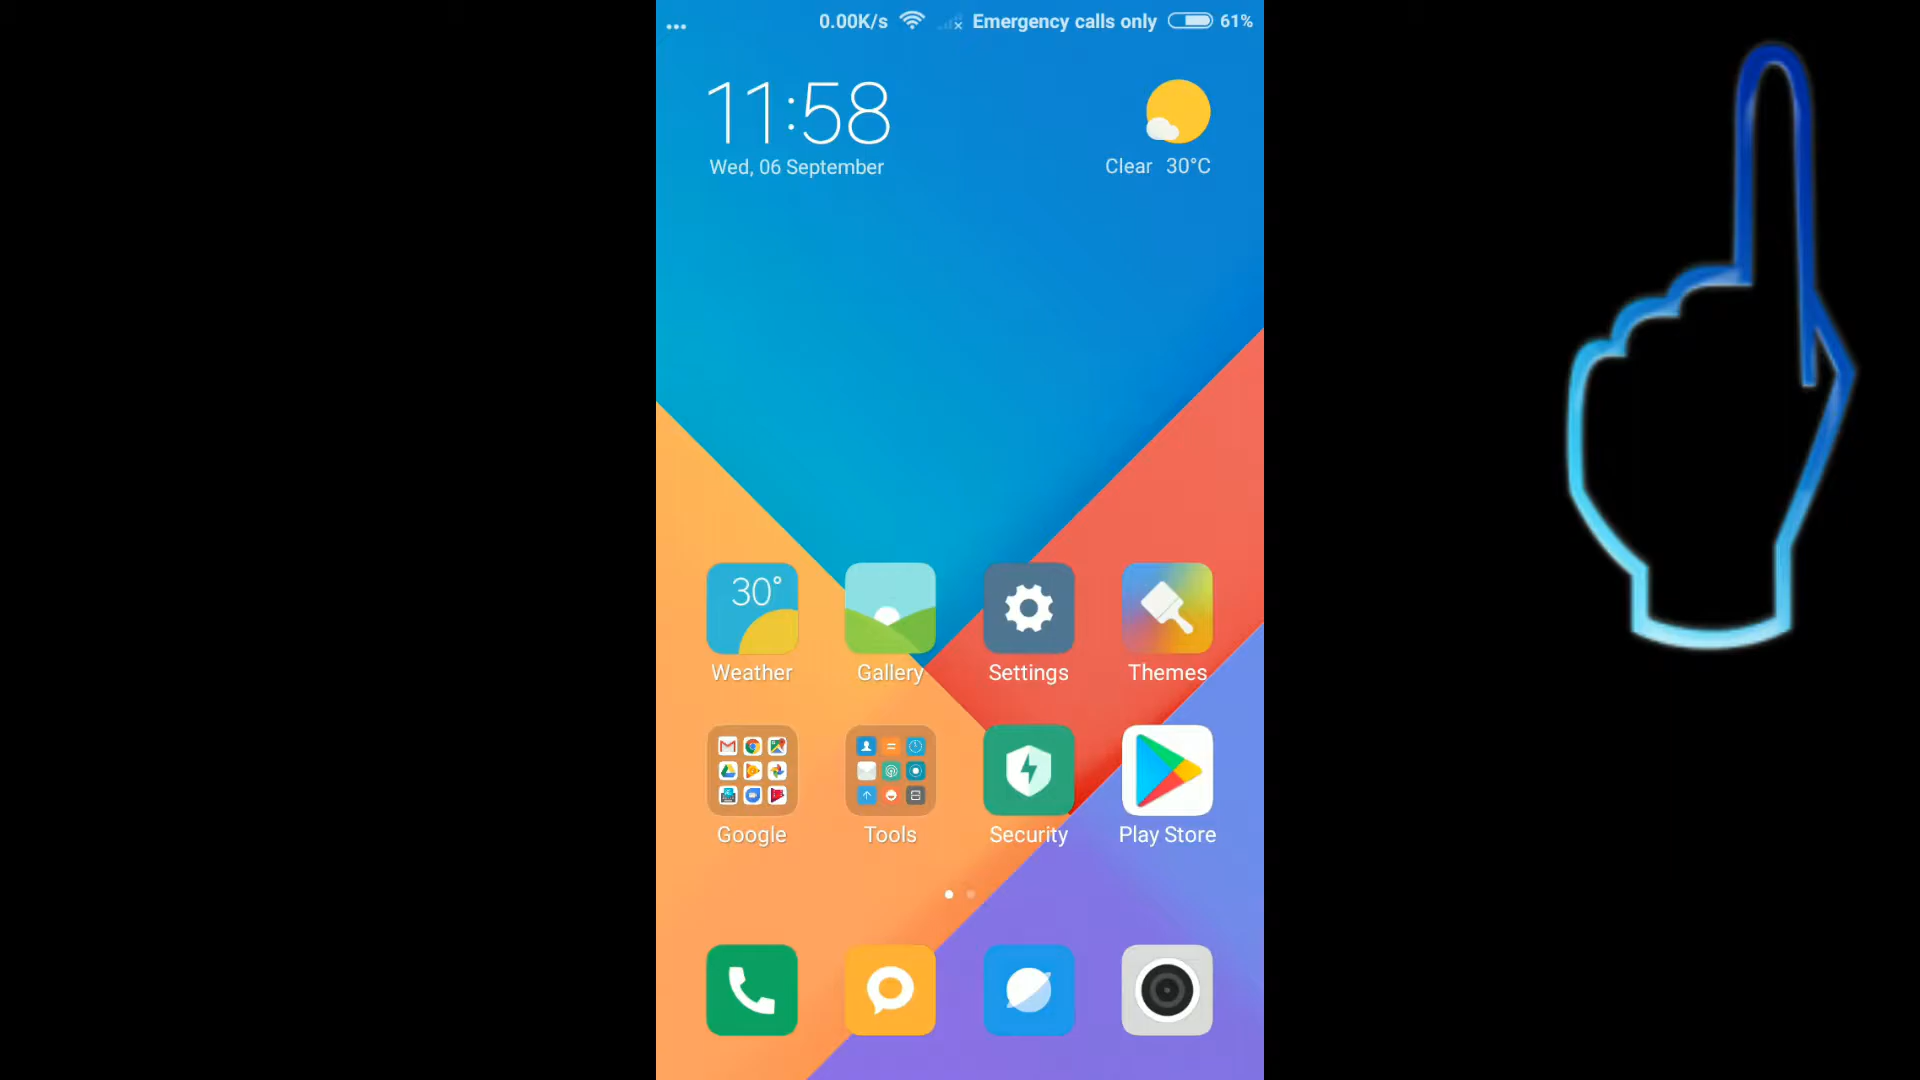 0.00K/s Emergency calls only 61%
11:58
Wed, 06 September
Clear 30°C
30°
Weather Gallery Settings Themes
Google Tools Security Play Store